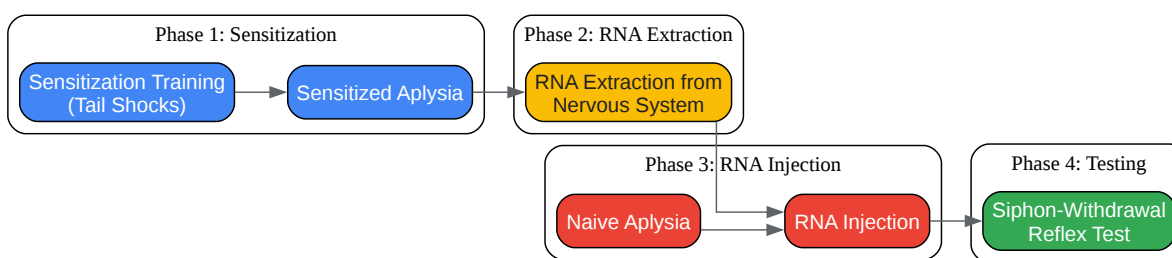 Phase 1: Sensitization
Sensitization Training
(Tail Shocks)
Sensitized Aplysia
Phase 2: RNA Extraction
RNA Extraction from
Nervous System
Phase 3: RNA Injection
Naive Aplysia
RNA Injection
Phase 4: Testing
Siphon-Withdrawal
Reflex Test